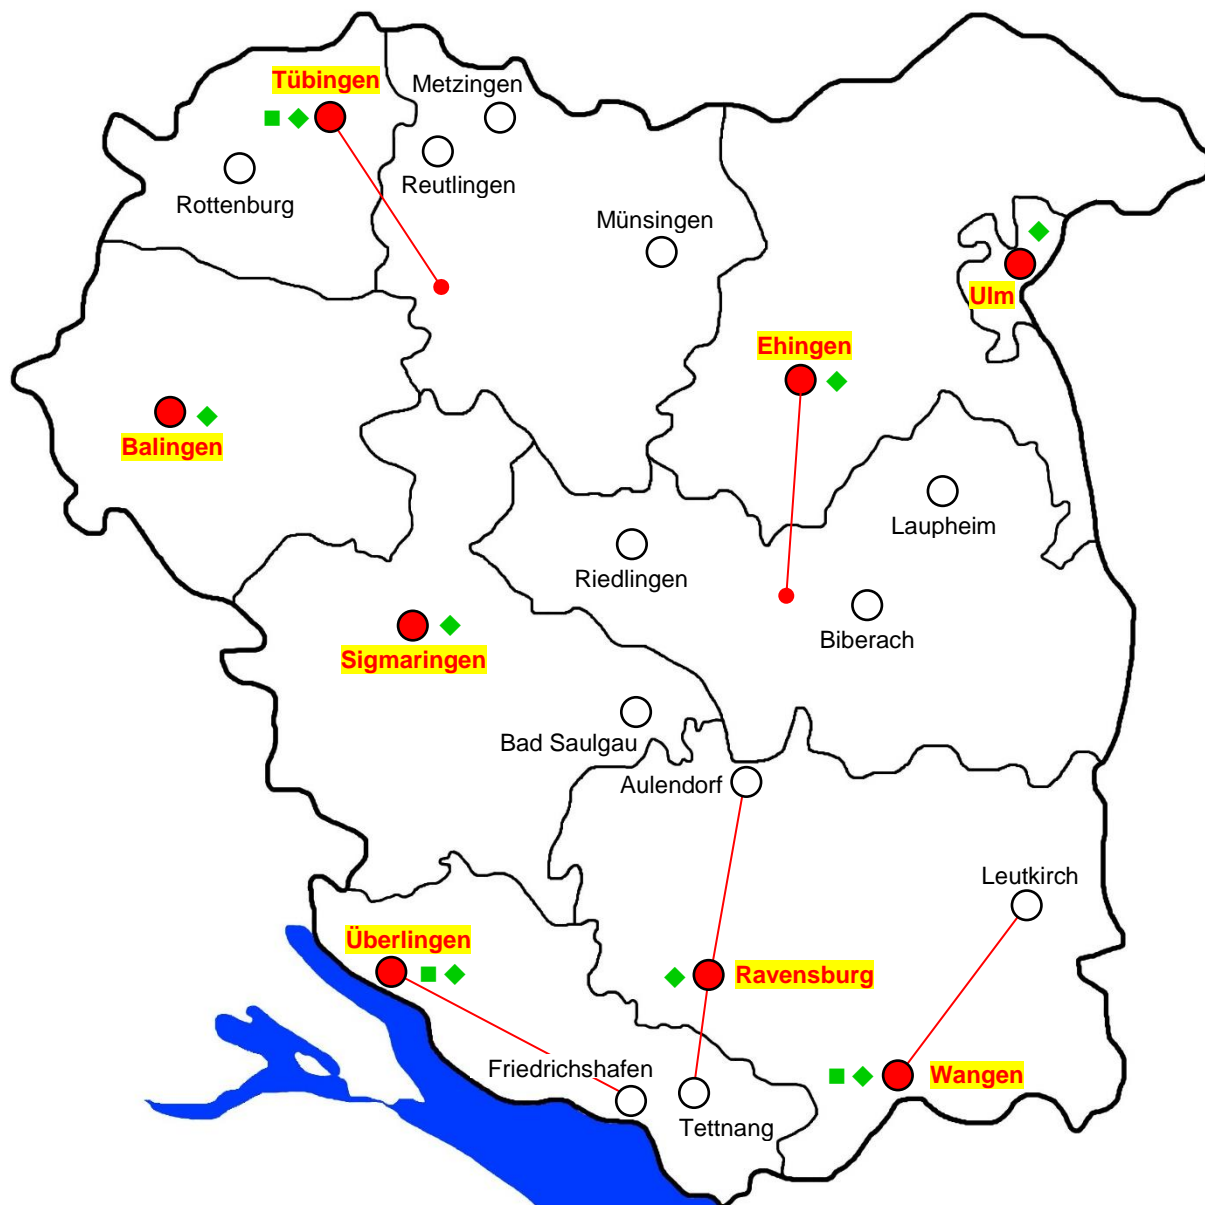 Tübingen
Metzingen
Reutlingen
Rottenburg
Münsingen
Ulm
Ehingen
Balingen
Laupheim
Riedlingen
Biberach
Sigmaringen
Bad Saulgau
Aulendorf
Leutkirch
Überlingen
Ravensburg
Friedrichshafen
Wangen
Tettnang